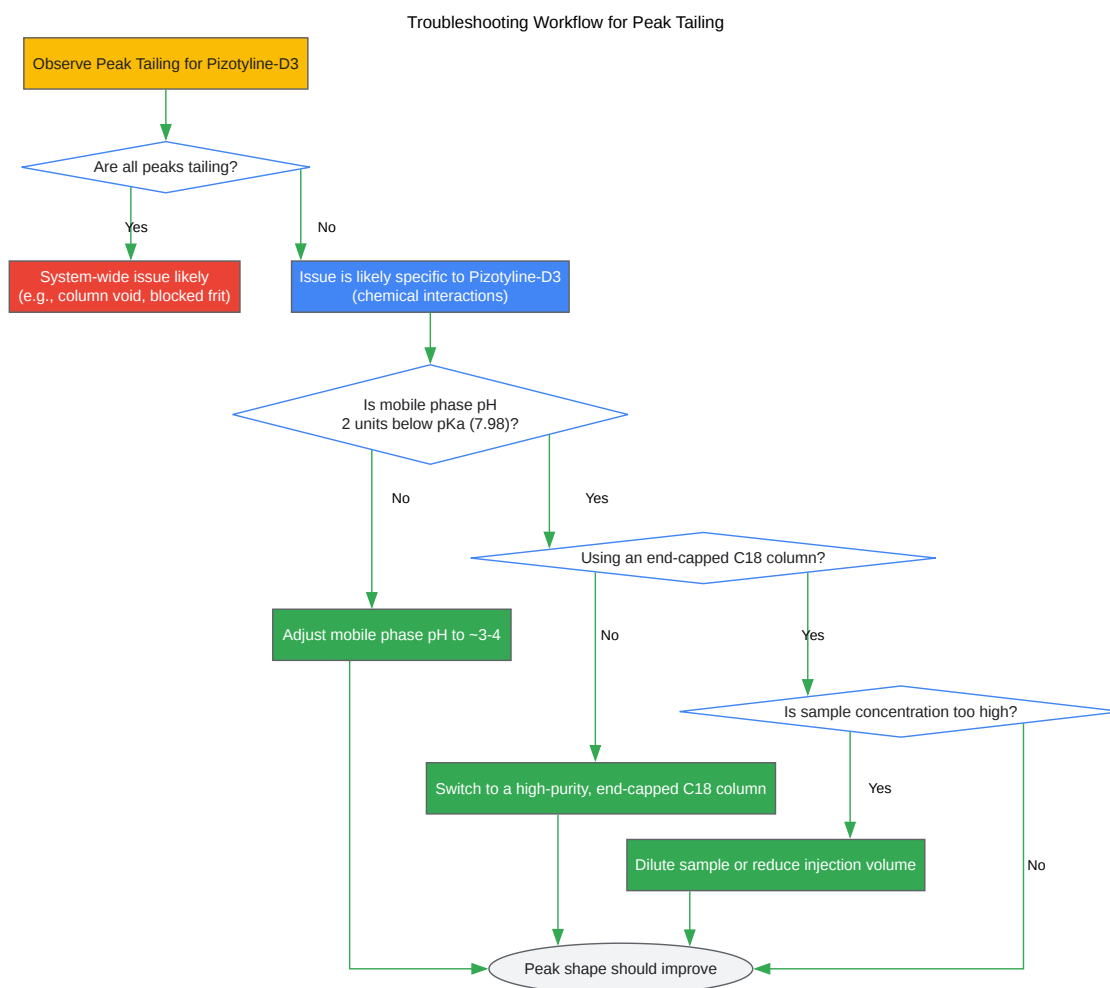 Troubleshooting Workflow for Peak Tailing
Observe Peak Tailing for Pizotyline-D3
Are all peaks tailing?
Yes
No
System-wide issue likely
(e.g., column void, blocked frit)
Issue is likely specific to Pizotyline-D3
(chemical interactions)
Is mobile phase pH
2 units below pKa (7.98)?
No
Yes
Using an end-capped C18 column?
Adjust mobile phase pH to ~3-4
No
Yes
Is sample concentration too high?
Switch to a high-purity, end-capped C18 column
Yes
Dilute sample or reduce injection volume
No
Peak shape should improve